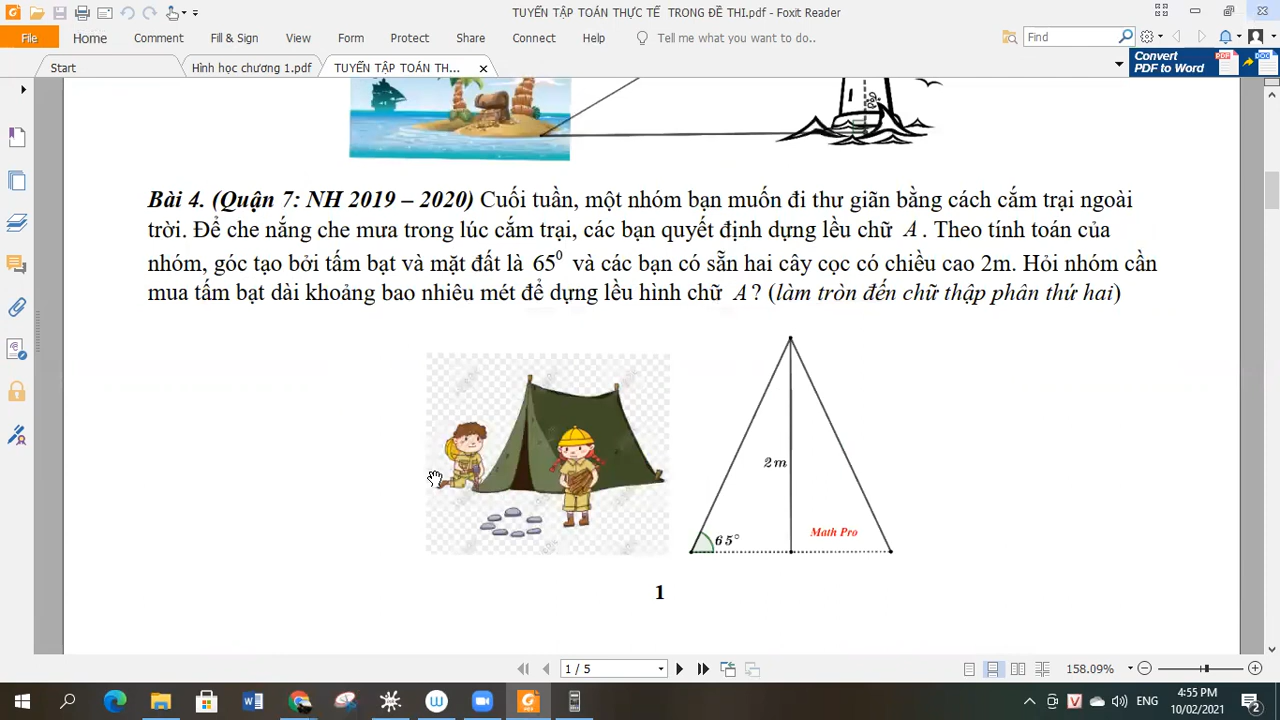 TUYỂN TẬP TOÁN THỰC TẾ TRONG ĐỀ THI.pdf - Foxit Reader
File Home Comment Fill & Sign View Form Protect Share Connect Help Tell me what you want to do.. Find
Start Hình học chương 1.pdf TUYỂN TẬP TOÁN TH...
Convert
PDF to Word
Bài 4. (Quận 7: NH 2019 – 2020) Cuối tuần, một nhóm bạn muốn đi thư giãn bằng cách cắm trại ngoài
trời. Để che nắng che mưa trong lúc cắm trại, các bạn quyết định dựng lều chữ A . Theo tính toán của
nhóm, góc tạo bởi tấm bạt và mặt đất là 65⁰ và các bạn có sẵn hai cây cọc có chiều cao 2m. Hỏi nhóm cần
mua tấm bạt dài khoảng bao nhiêu mét để dựng lều hình chữ A ? (làm tròn đến chữ thập phân thứ hai)
2m
65°
Math Pro
1
1 / 5
158.09%
ENG
4:55 PM
10/02/2021
2